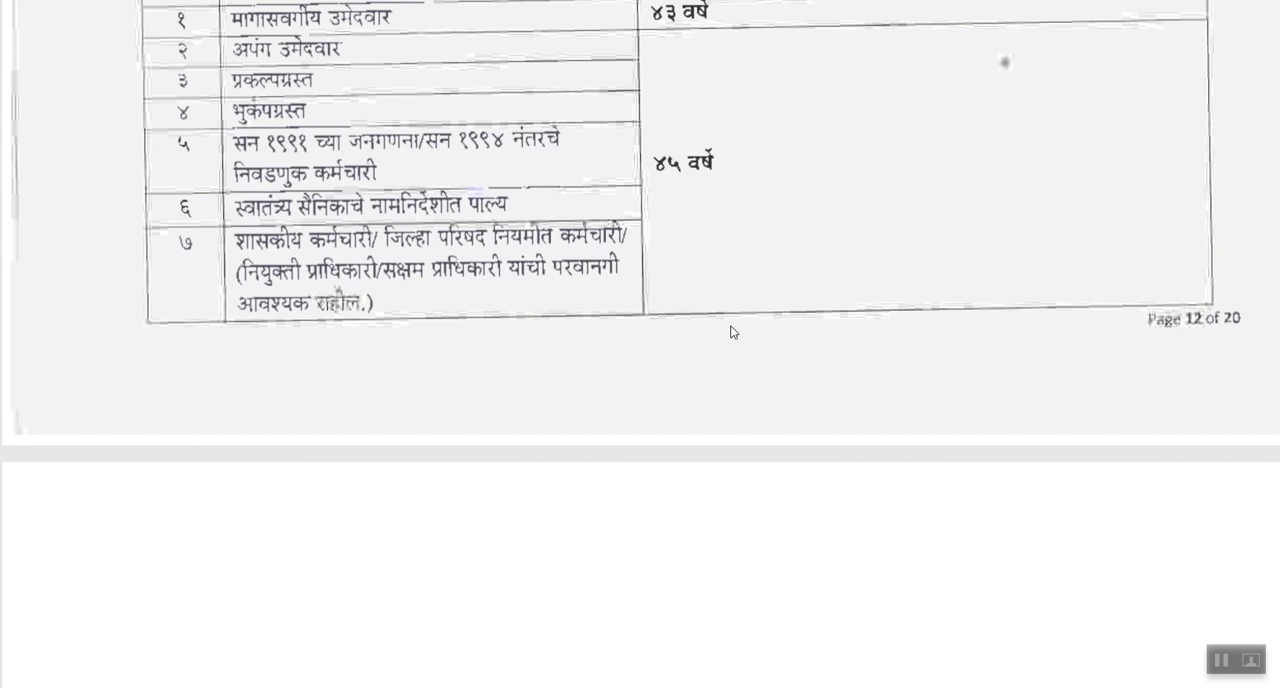 १ मागासवर्गीय उमेदवार ४३ वर्षे
२ अपंग उमेदवार
३ प्रकल्पग्रस्त
४ भुकंपग्रस्त
५ सन १९९१ च्या जनगणना/सन १९९४ नंतरचे
निवडणुक कर्मचारी
४५ वर्षे
६ स्वातंत्र्य सैनिकाचे नामनिर्देशीत पाल्य
७ शासकीय कर्मचारी/ जिल्हा परिषद नियमीत कर्मचारी/
(नियुक्ती प्राधिकारी/सक्षम प्राधिकारी यांची परवानगी
आवश्यक राहील.)
Page 12 of 20